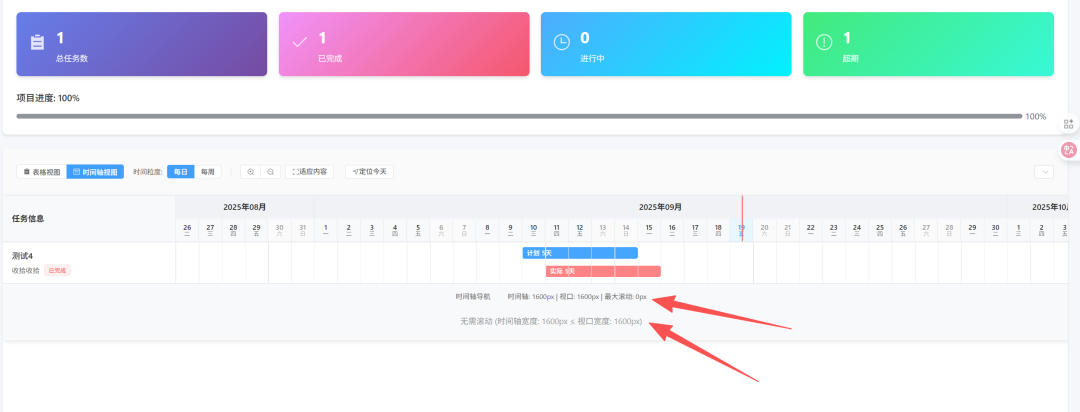 1
总任务数
1
已完成
0
进行中
1
超期
项目进度: 100%
100%
表格视图 时间轴视图 时间粒度: 每日 每周 适应内容 定位今天
任务信息
2025年08月 2025年09月 2025年10
26 27 28 29 30 31 1 2 3 4 5 6 7 8 9 10 11 12 13 14 15 16 17 18 19 20 21 22 23 24 25 26 27 28 29 30 1 2 3
二 三 四 五 六 日 一 二 三 四 五 六 日 一 二 三 四 五 六 日 一 二 三 四 五 六 日 一 二 三 四 五 六 日 一 二 三 四 五
测试4
收拾收拾 已完成
计划 5天
实际 5天
时间轴导航 时间轴: 1600px | 视口: 1600px | 最大滚动: 0px
无需滚动 (时间轴宽度: 1600px ≤ 视口宽度: 1600px)